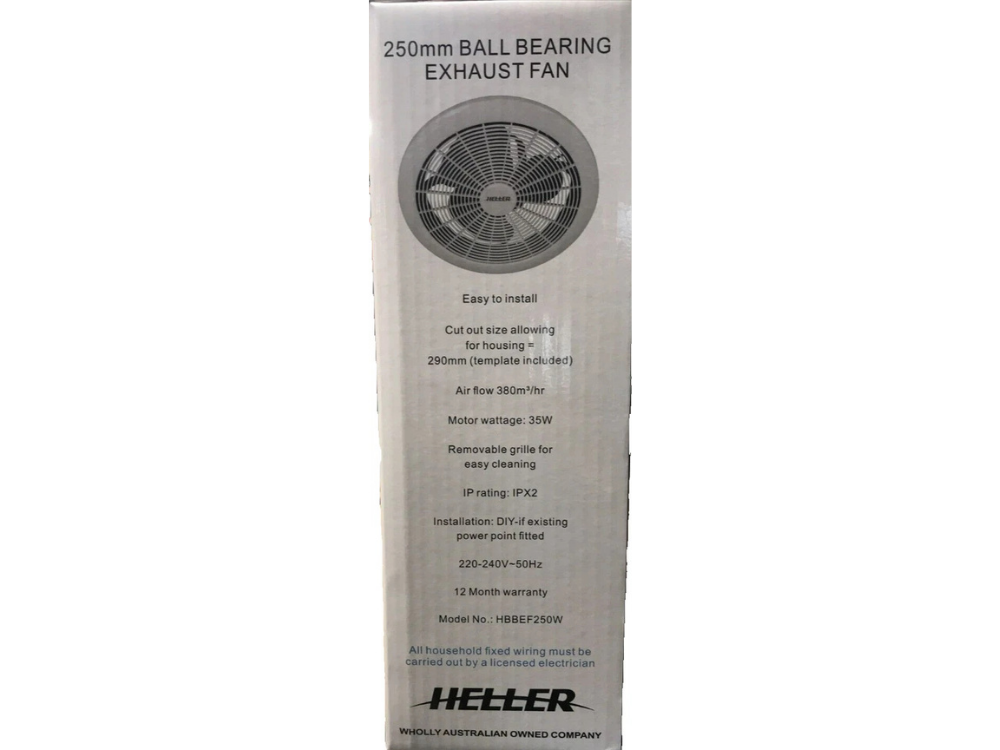 250mm BALL BEARING
EXHAUST FAN
HELLER
Easy to install
Cut out size allowing
for housing =
290mm (template included)
Air flow 380m³/hr
Motor wattage: 35W
Removable grille for
easy cleaning
IP rating: IPX2
Installation: DIY-if existing
power point fitted
220-240V~50Hz
12 Month warranty
Model No.: HBBEF250W
All household fixed wiring must be
carried out by a licensed electrician
HELLER
WHOLLY AUSTRALIAN OWNED COMPANY